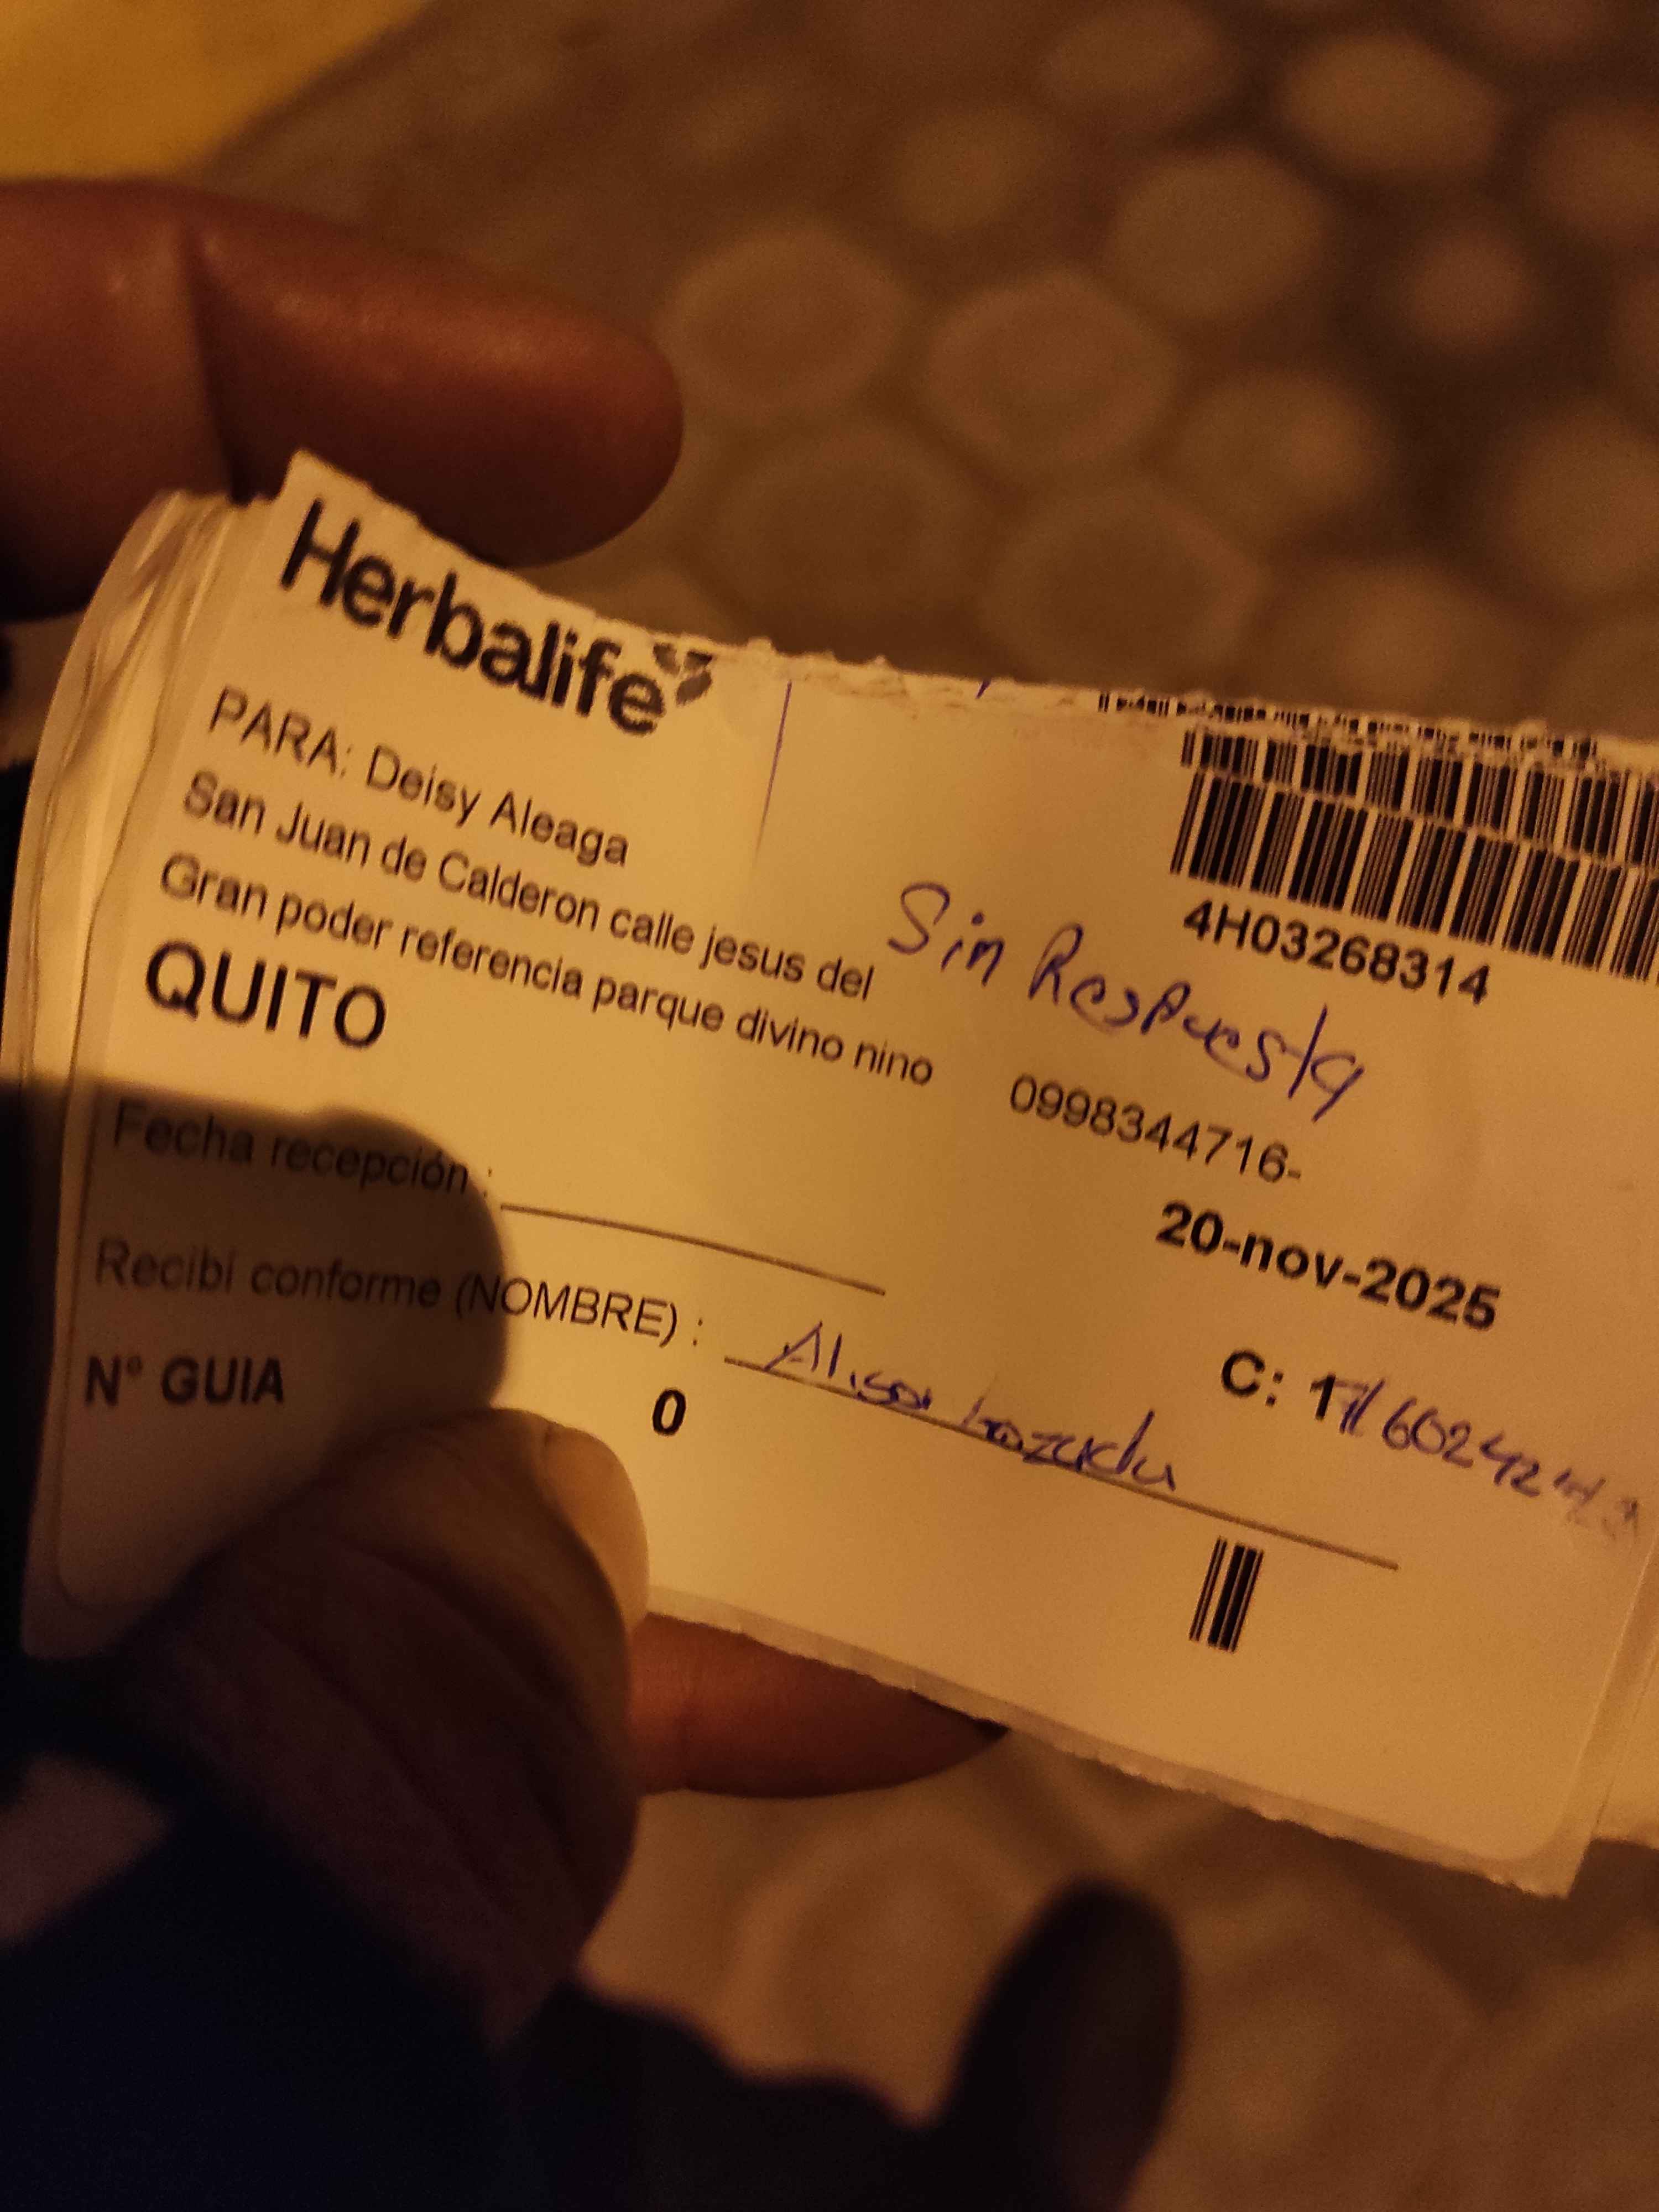 Herbalife
PARA: Deisy Aleaga
San Juan de Calderon calle jesus del
Gran poder referencia parque divino nino
QUITO
4H03268314
Sin Respuesta
0998344716-
20-nov-2025
Fecha recepción :
Recibi conforme (NOMBRE) :
C: 1
N° GUIA 0